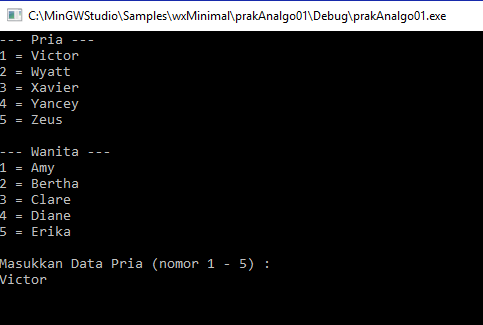 C:\MinGWStudio\Samples\wxMinimal\prakAnalgo01\Debug\prakAnalgo01.exe
--- Pria ---
1 = Victor
2 = Wyatt
3 = Xavier
4 = Yancey
5 = Zeus
--- Wanita ---
1 = Amy
2 = Bertha
3 = Clare
4 = Diane
5 = Erika
Masukkan Data Pria (nomor 1 - 5) :
Victor